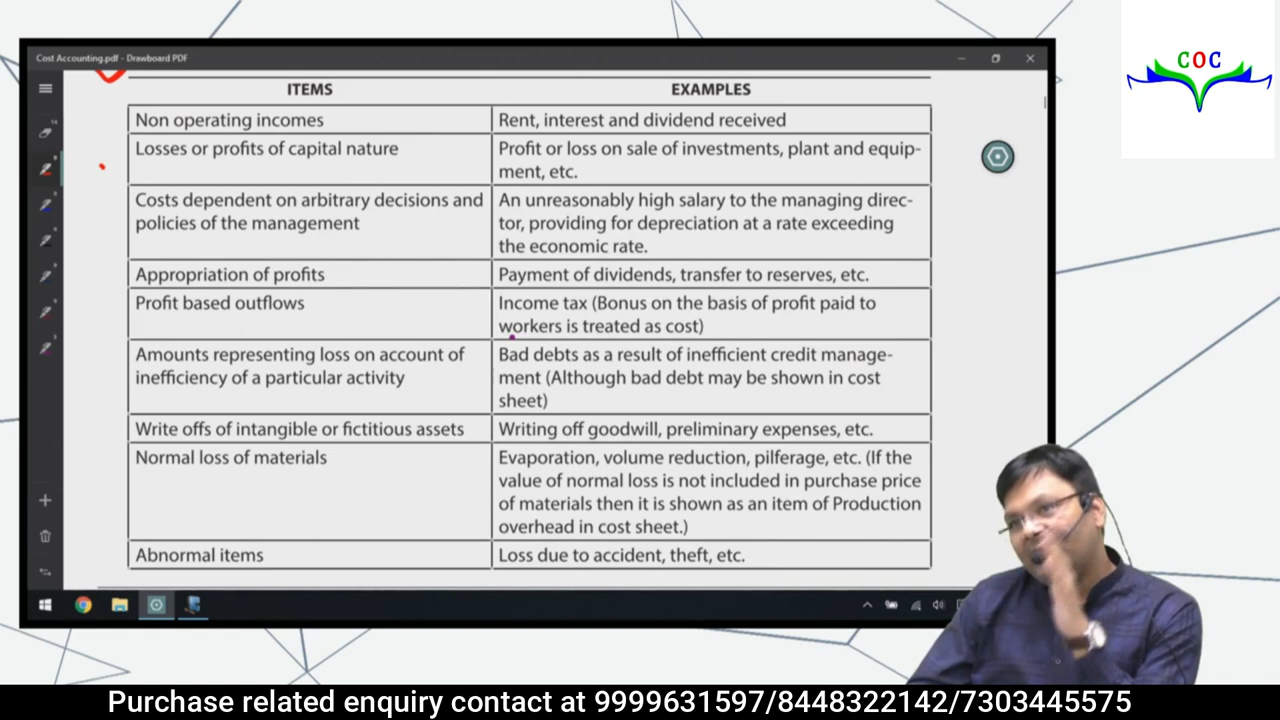 COC
Cost Accounting.pdf - Drawboard PDF
ITEMS EXAMPLES
Non operating incomes Rent, interest and dividend received
Losses or profits of capital nature Profit or loss on sale of investments, plant and equip-
ment, etc.
Costs dependent on arbitrary decisions and An unreasonably high salary to the managing direc-
policies of the management tor, providing for depreciation at a rate exceeding
the economic rate.
Appropriation of profits Payment of dividends, transfer to reserves, etc.
Profit based outflows Income tax (Bonus on the basis of profit paid to
workers is treated as cost)
Amounts representing loss on account of Bad debts as a result of inefficient credit manage-
inefficiency of a particular activity ment (Although bad debt may be shown in cost
sheet)
Write offs of intangible or fictitious assets Writing off goodwill, preliminary expenses, etc.
Normal loss of materials Evaporation, volume reduction, pilferage, etc. (If the
value of normal loss is not included in purchase price
of materials then it is shown as an item of Production
overhead in cost sheet.)
Abnormal items Loss due to accident, theft, etc.
Purchase related enquiry contact at 9999631597/8448322142/7303445575